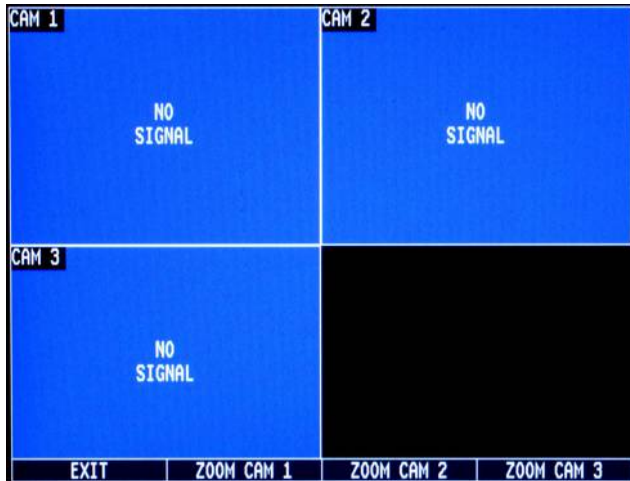 CAM 1
CAM 2
NO
SIGNAL
NO
SIGNAL
CAM 3
NO
SIGNAL
EXIT
ZOOM CAM 1
ZOOM CAM 2
ZOOM CAM 3